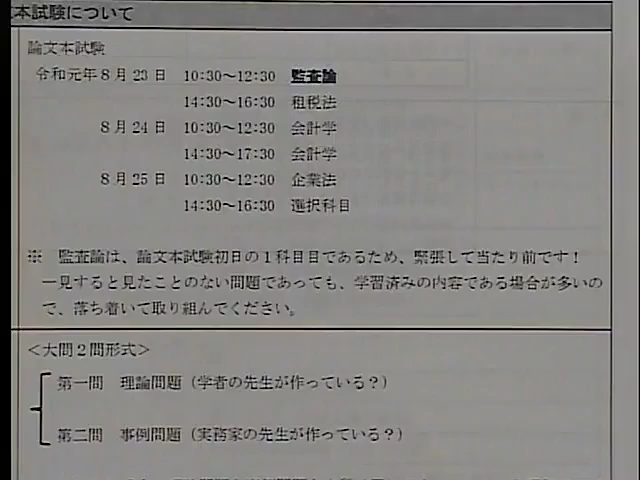 本試験について
論文本試験
令和元年8月23日 10:30～12:30 監査論
14:30～16:30 租税法
8月24日 10:30～12:30 会計学
14:30～17:30 会計学
8月25日 10:30～12:30 企業法
14:30～16:30 選択科目
※ 監査論は、論文本試験初日の1科目目であるため、緊張して当たり前です！
一見すると見たことのない問題であっても、学習済みの内容である場合が多いの
で、落ち着いて取り組んでください。
＜大問2問形式＞
第一問 理論問題（学者の先生が作っている？）
第二問 事例問題（実務家の先生が作っている？）